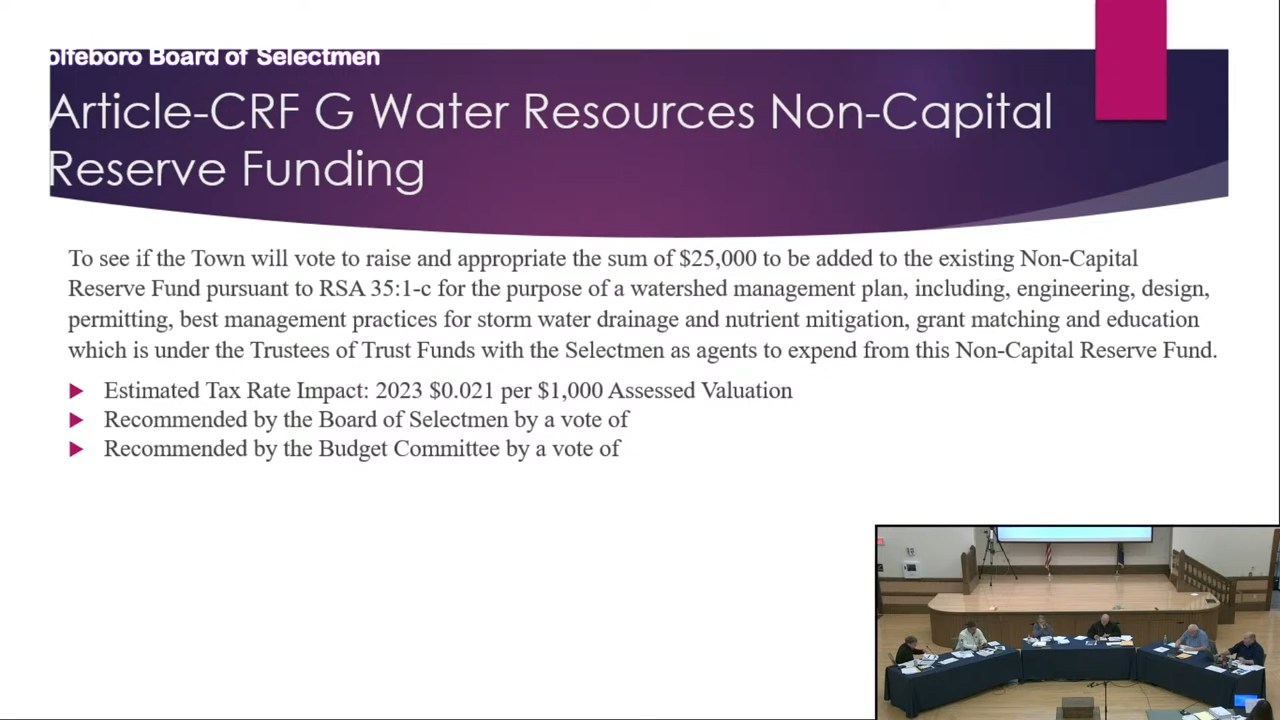 olfeboro Board of Selectmen
Article-CRF G Water Resources Non-Capital
Reserve Funding
To see if the Town will vote to raise and appropriate the sum of $25,000 to be added to the existing Non-Capital
Reserve Fund pursuant to RSA 35:1-c for the purpose of a watershed management plan, including, engineering, design,
permitting, best management practices for storm water drainage and nutrient mitigation, grant matching and education
which is under the Trustees of Trust Funds with the Selectmen as agents to expend from this Non-Capital Reserve Fund.
Estimated Tax Rate Impact: 2023 $0.021 per $1,000 Assessed Valuation
Recommended by the Board of Selectmen by a vote of
Recommended by the Budget Committee by a vote of